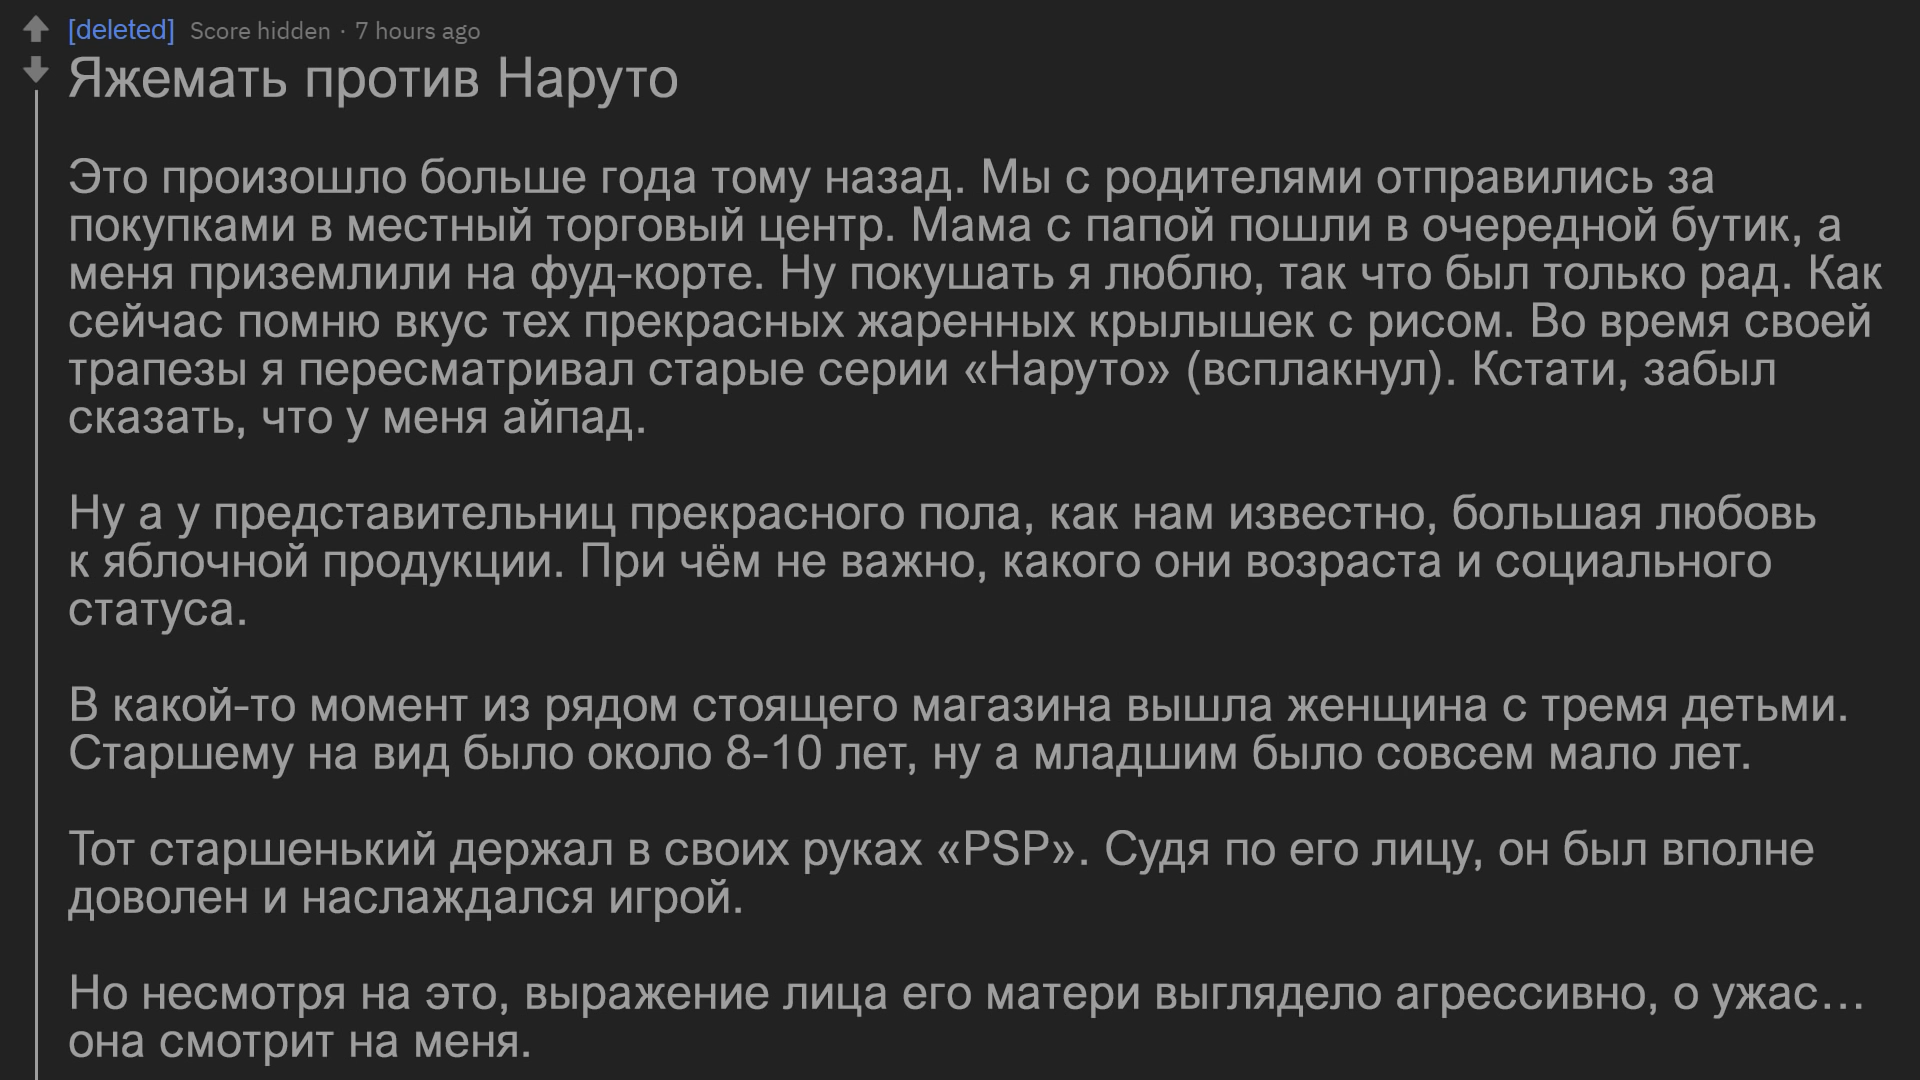 [deleted] Score hidden · 7 hours ago
Яжемать против Наруто
Это произошло больше года тому назад. Мы с родителями отправились за
покупками в местный торговый центр. Мама с папой пошли в очередной бутик, а
меня приземлили на фуд-корте. Ну покушать я люблю, так что был только рад. Как
сейчас помню вкус тех прекрасных жаренных крылышек с рисом. Во время своей
трапезы я пересматривал старые серии «Наруто» (всплакнул). Кстати, забыл
сказать, что у меня айпад.
Ну а у представительниц прекрасного пола, как нам известно, большая любовь
к яблочной продукции. При чём не важно, какого они возраста и социального
статуса.
В какой-то момент из рядом стоящего магазина вышла женщина с тремя детьми.
Старшему на вид было около 8-10 лет, ну а младшим было совсем мало лет.
Тот старшенький держал в своих руках «PSP». Судя по его лицу, он был вполне
доволен и наслаждался игрой.
Но несмотря на это, выражение лица его матери выглядело агрессивно, о ужас…
она смотрит на меня.